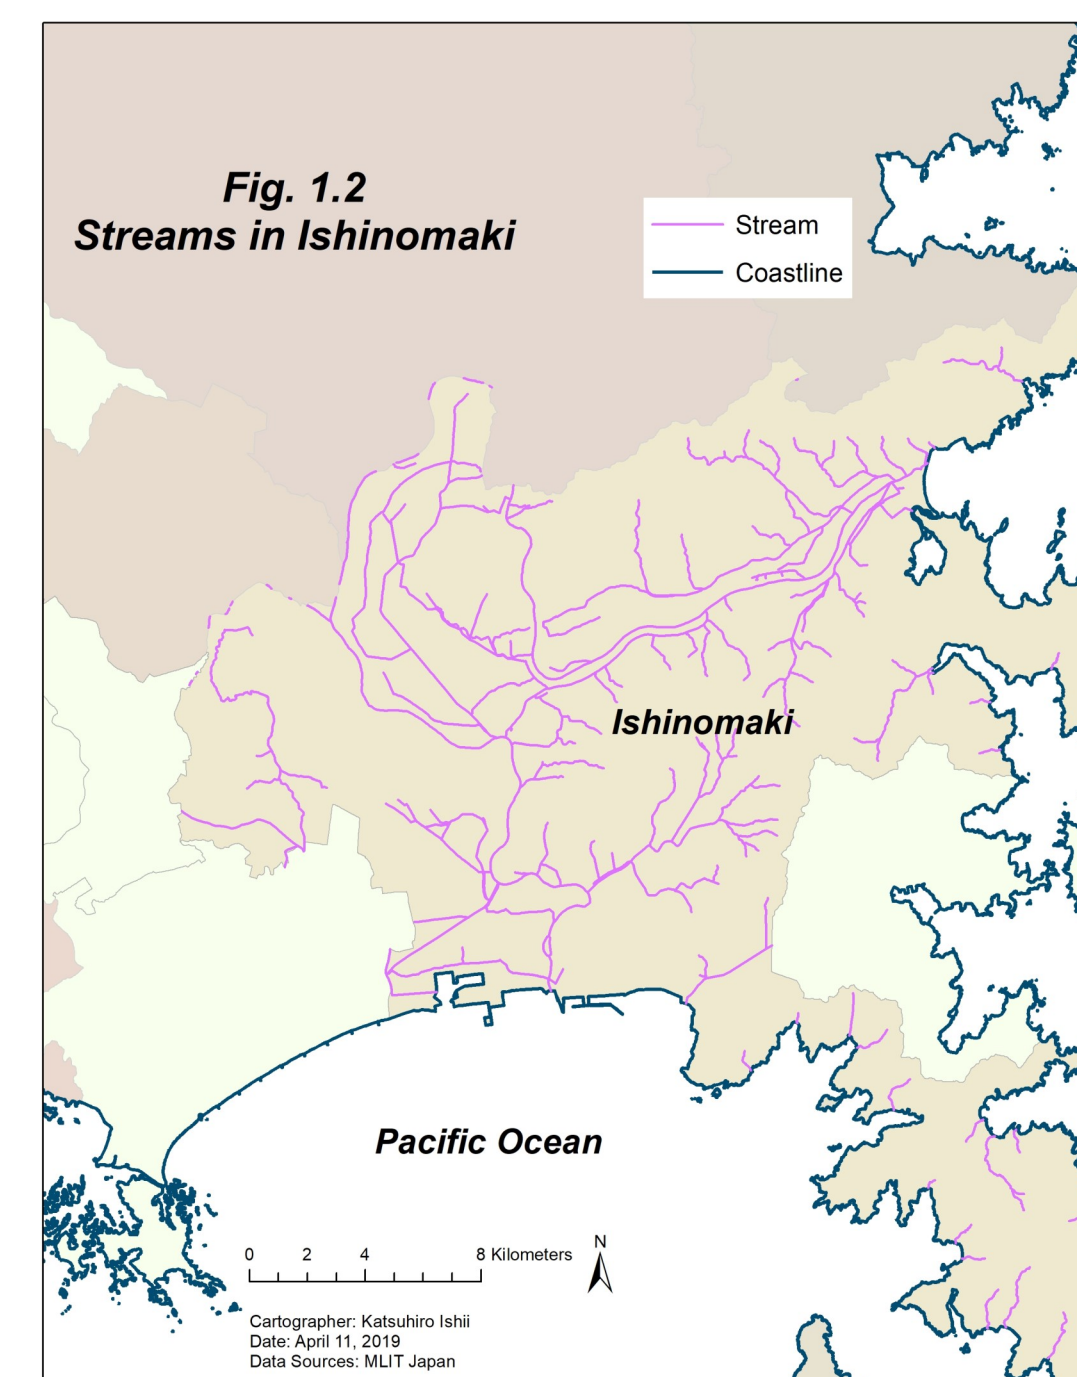 Fig. 1.2
Streams in Ishinomaki
Stream
Coastline
Ishinomaki
Pacific Ocean
0 2 4 8 Kilometers
N
Cartographer: Katsuhiro Ishii
Date: April 11, 2019
Data Sources: MLIT Japan